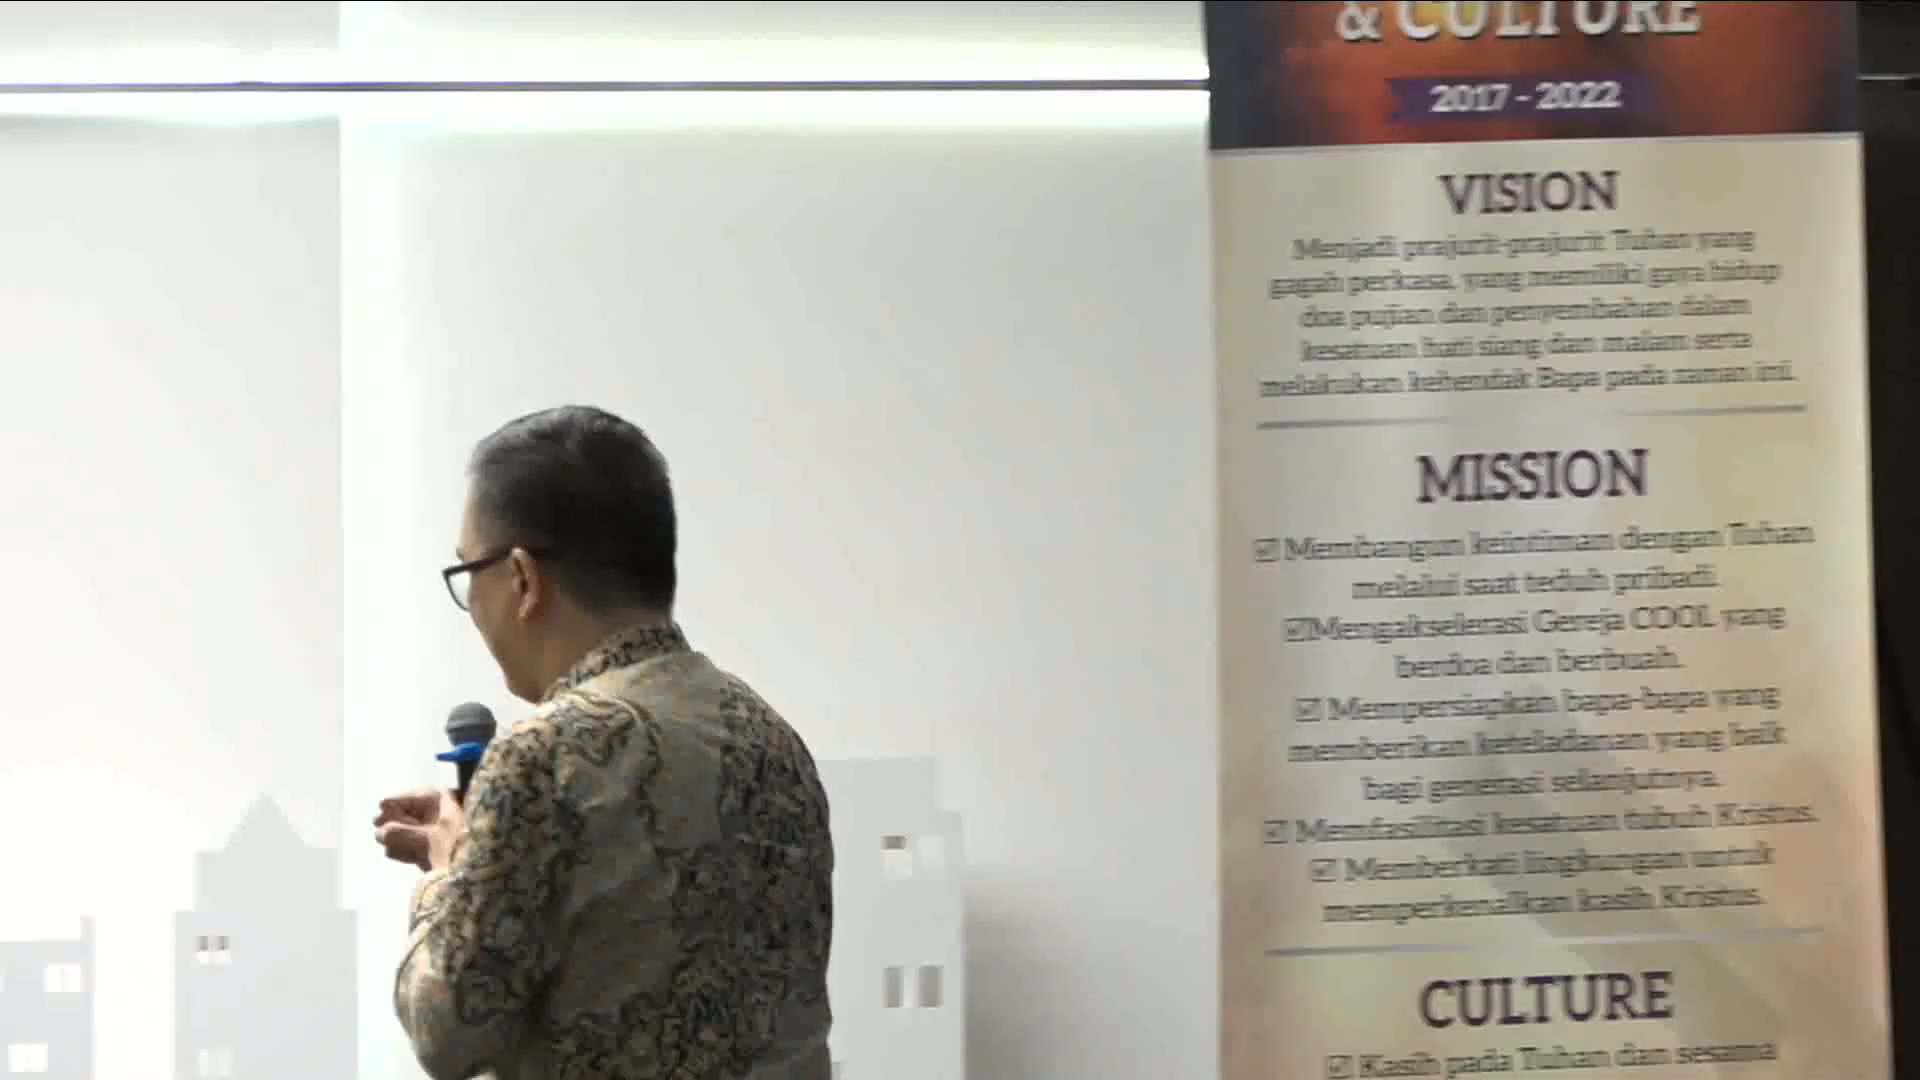 & CULTURE
2017 - 2022
VISION
Menjadi prajurit-prajurit Tuhan yang
gagah perkasa, yang memiliki gaya hidup
doa pujian dan penyembahan dalam
kesatuan hati siang dan malam serta
melakukan kehendak Bapa pada zaman ini.
MISSION
☑ Membangun keintiman dengan Tuhan
melalui saat teduh pribadi.
☑Mengakselerasi Gereja COOL yang
berdoa dan berbuah.
☑ Mempersiapkan bapa-bapa yang
memberikan keteladanan yang baik
bagi generasi selanjutnya.
☑ Memfasilitasi kesatuan tubuh Kristus.
☑ Memberkati lingkungan untuk
memperkenalkan kasih Kristus.
CULTURE
☑ Kasih pada Tuhan dan sesama